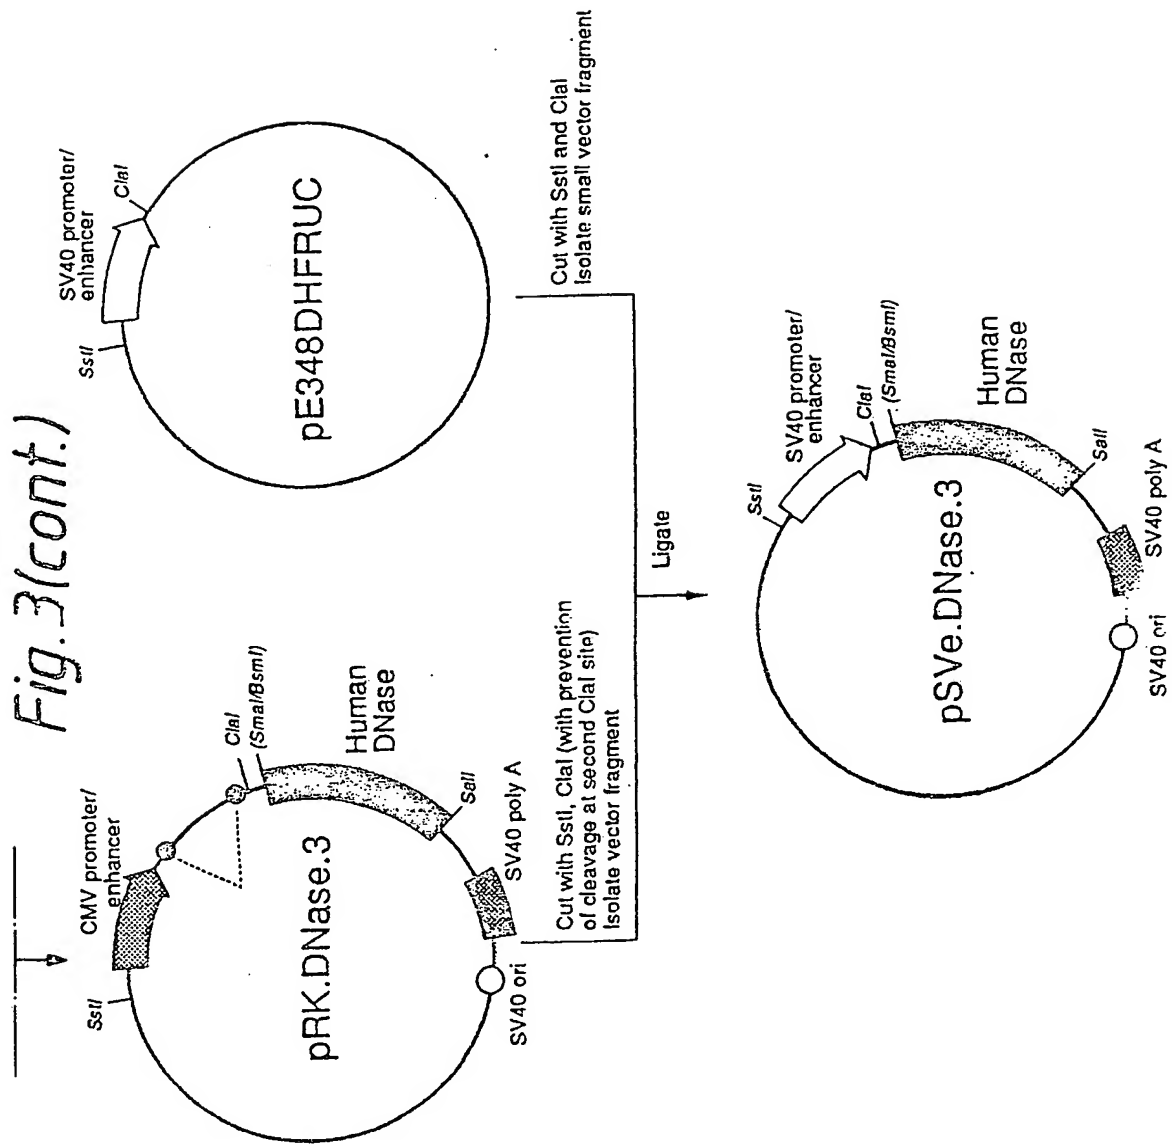 Fig. 3 (cont.)
CMV promoter/
enhancer
SstI
ClaI
(SmaI/BsmI)
Human
DNase
SalI
SV40 poly A
SV40 ori
pRK.DNase.3
SV40 promoter/
enhancer
SstI
ClaI
pE348DHFRUC
Cut with SstI, ClaI (with prevention
of cleavage at second ClaI site)
Isolate vector fragment
Cut with SstI and ClaI
Isolate small vector fragment
Ligate
SstI
SV40 promoter/
enhancer
ClaI
(SmaI/BsmI)
Human
DNase
SalI
SV40 poly A
SV40 ori
pSVe.DNase.3